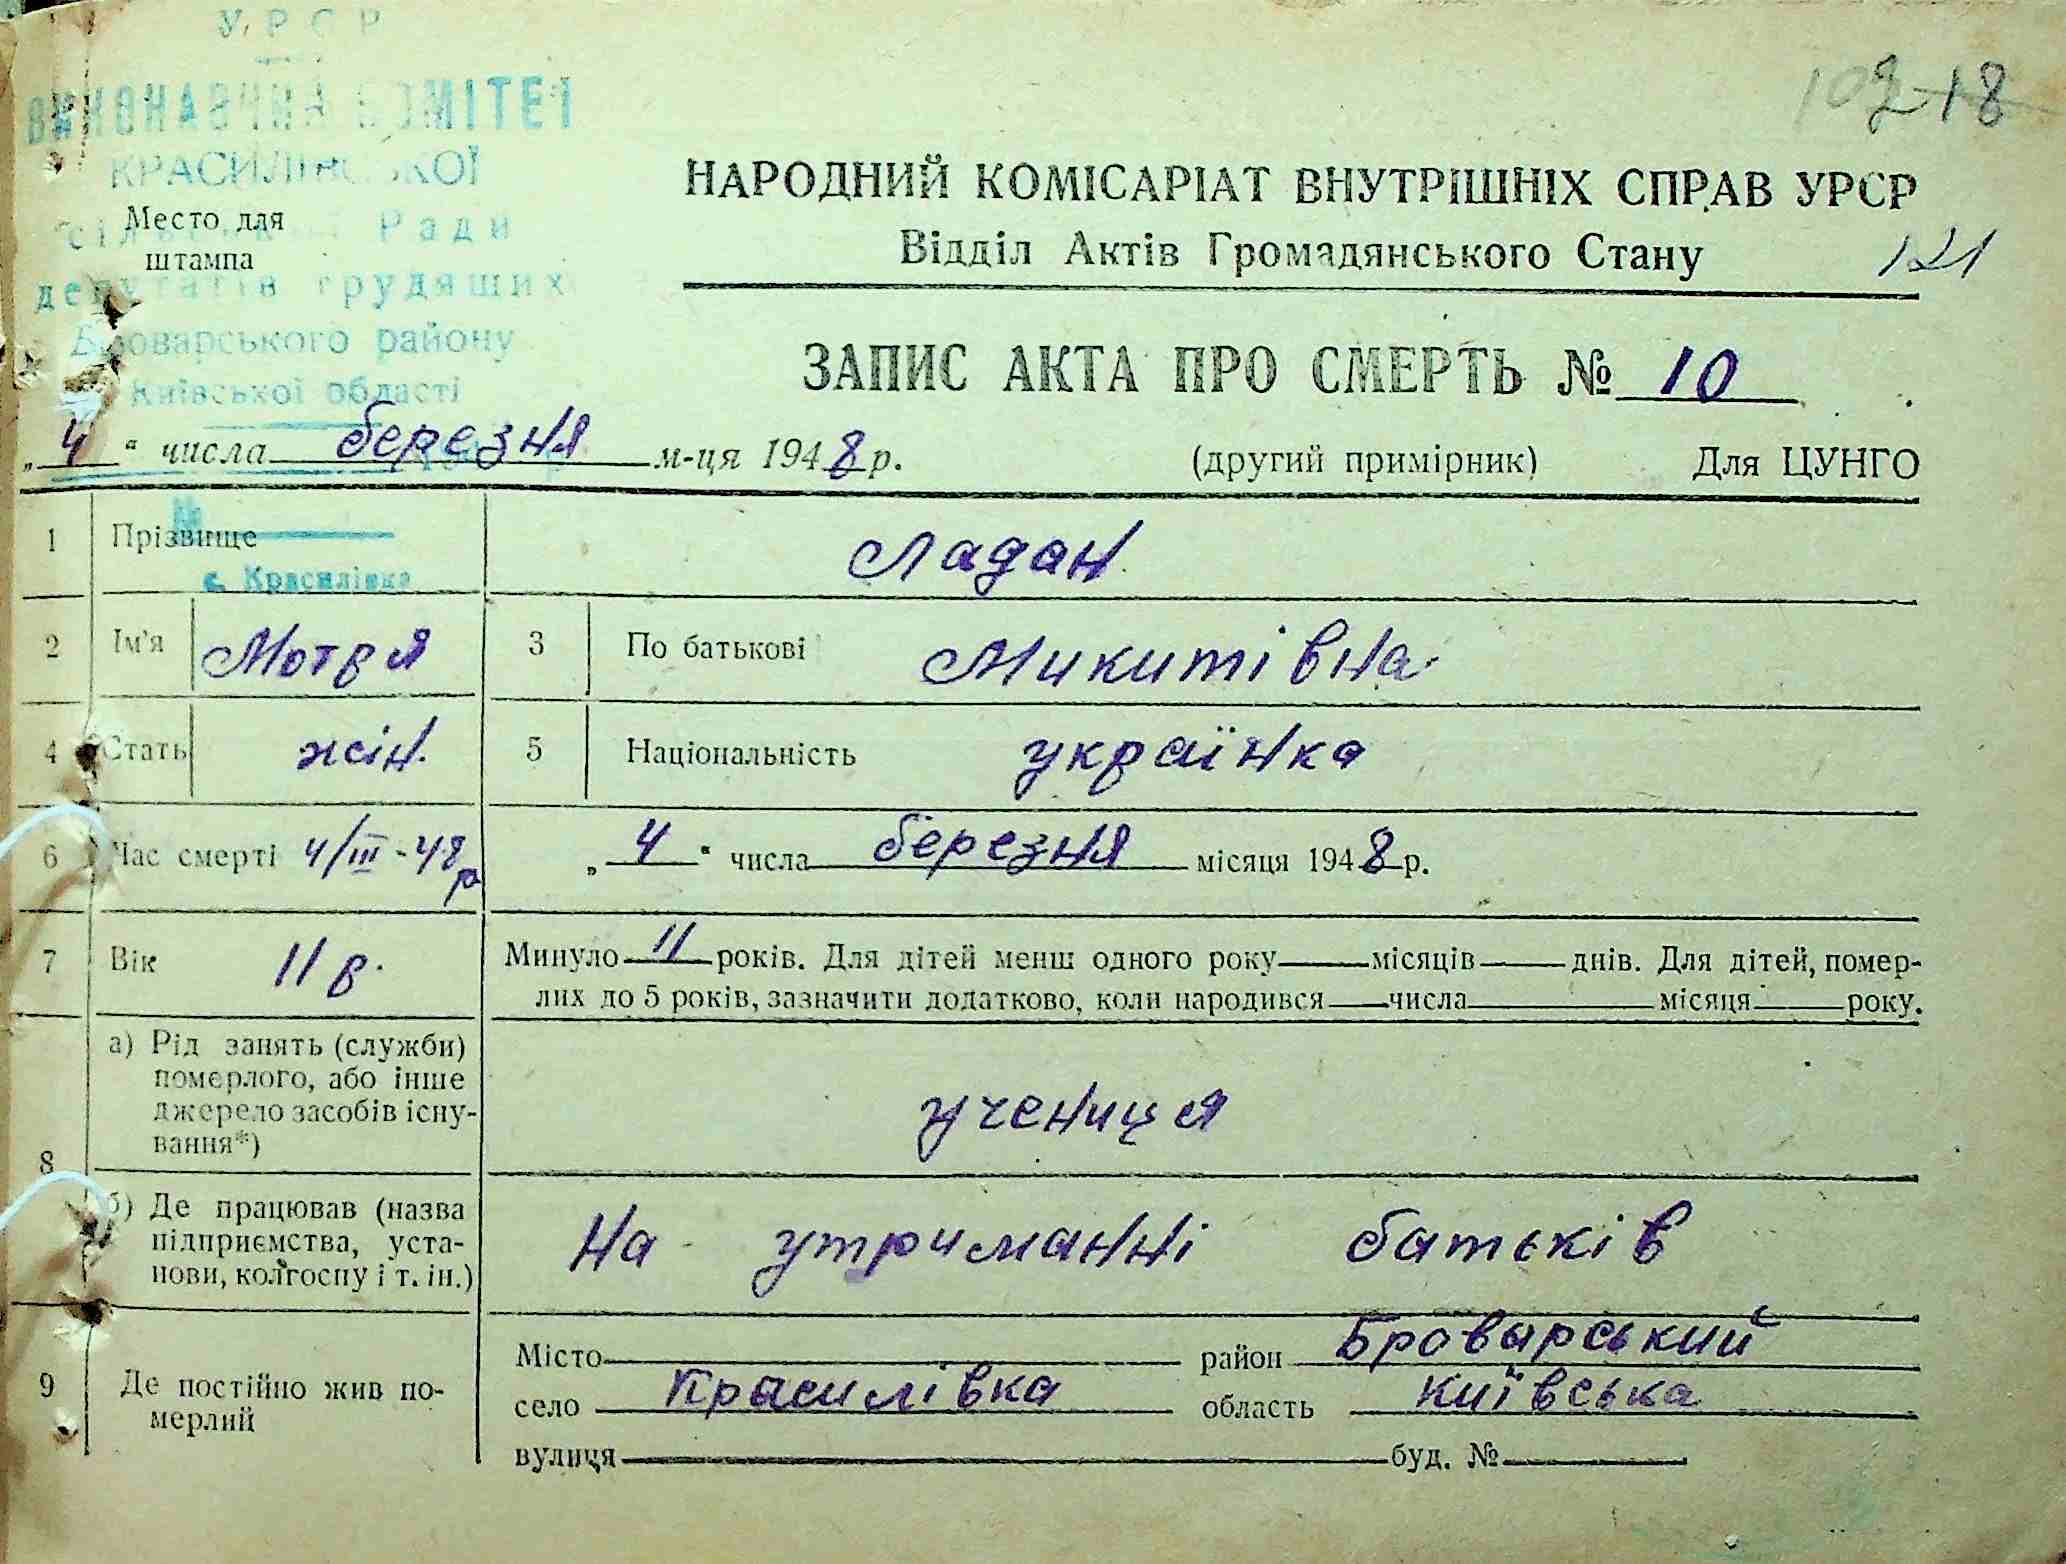 УРСР
ВИКОНАВЧИЙ КОМІТЕТ
КРАСИЛІВСЬКОЇ
сільської Ради
депутатів трудящих
Броварського району
Київської області
№
с. Красилівка
Место для
штампа
218
121
НАРОДНИЙ КОМІСАРІАТ ВНУТРІШНІХ СПРАВ УРСР
Відділ Актів Громадянського Стану
ЗАПИС АКТА ПРО СМЕРТЬ № 10
„4“ числа березня м-ця 1948 р. (другий примірник) Для ЦУНГО
1 Прізвище Ладан
2 Ім'я Мотря 3 По батькові Микитівна
4 Стать жін. 5 Національність українка
6 Час смерті 4/III-48р „4“ числа березня місяця 1948 р.
7 Вік 11 р. Минуло 11 років. Для дітей менш одного року місяців днів. Для дітей, помер-
лих до 5 років, зазначити додатково, коли народився числа місяця року.
8 а) Рід занять (служби)
померлого, або інше
джерело засобів існу-
вання*)
учениця
б) Де працював (назва
підприємства, уста-
нови, колгоспу і т. ін.)
На утриманні батьків
9 Де постійно жив по-
мерлий
Місто район Броварський
село Красилівка область київська
вулиця буд. №